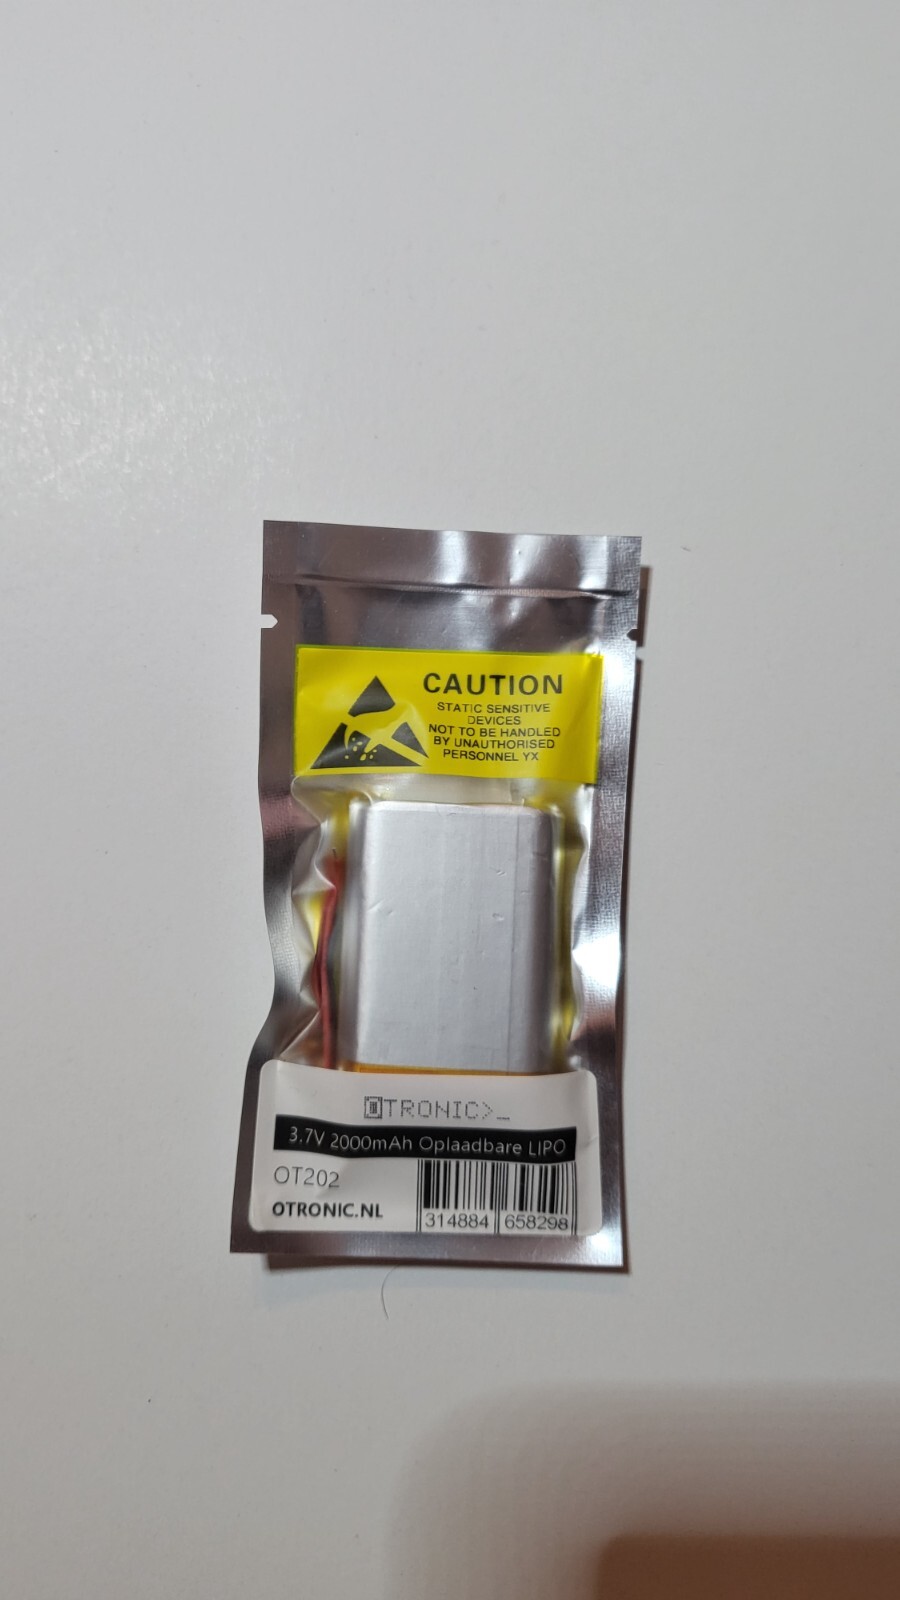 CAUTION
STATIC SENSITIVE
DEVICES
NOT TO BE HANDLED
BY UNAUTHORISED
PERSONNEL YX
OTRONIC>_
3.7V 2000mAh Oplaadbare LIPO
OT202
OTRONIC.NL
314884 658298